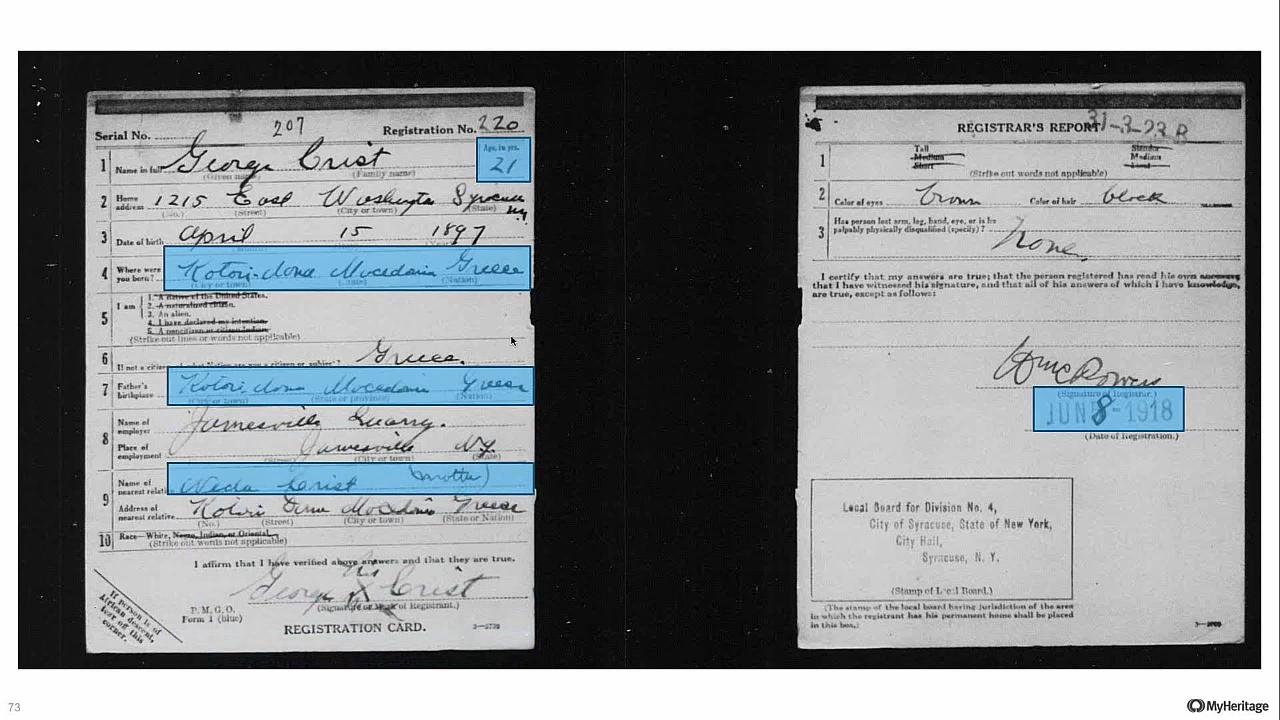 Serial No. 207 Registration No. 220
1 Name in full George Crist
(Given name) (Family name)
Age, in yrs.
21
2 Home address 1215 East Washington Syracuse N.Y.
(No.) (Street) (City or town) (State)
3 Date of birth April 15 1897
4 Where were you born? Kotori-dona Macedonia Greece
(City or town) (State) (Nation)
5 I am
1. A native of the United States.
2. A naturalized citizen.
3. An alien.
4. I have declared my intention.
5. A noncitizen or citizen Indian.
(Strike out lines or words not applicable)
6 If not a citizen, of what Nation are you a citizen or subject? Greece.
7 Father's birthplace Kotori-dona Macedonia Greece
(City or town) (State or province) (Nation)
8 Name of employer Jamesville Quarry.
Place of employment Jamesville N.Y.
(Street) (City or town) (State)
9 Name of nearest relative Neda Crist (mother)
Address of nearest relative Kotori Dona Macedonia Greece
(No.) (Street) (City or town) (State or Nation)
10 Race—White, Negro, Indian, or Oriental.
(Strike out words not applicable)
I affirm that I have verified above answers and that they are true.
George his X Crist
(Signature or mark of Registrant.)
If person is of African descent tear off this corner.
P. M. G. O.
Form 1 (blue)
REGISTRATION CARD.
REGISTRAR'S REPORT 31-3-23 B
1 Tall Slender
Medium Medium
Short Stout
(Strike out words not applicable)
2 Color of eyes brown Color of hair black
3 Has person lost arm, leg, hand, eye, or is he palpably physically disqualified (specify)? None
I certify that my answers are true; that the person registered has read his own answers,
that I have witnessed his signature, and that all of his answers of which I have knowledge,
are true, except as follows:
(Signature of Registrar.)
JUN 8 - 1918
(Date of Registration.)
Local Board for Division No. 4,
City of Syracuse, State of New York,
City Hall,
Syracuse, N. Y.
(Stamp of Local Board.)
(The stamp of the local board having jurisdiction of the area
in which the registrant has his permanent home shall be placed
in this box.)
73
MyHeritage